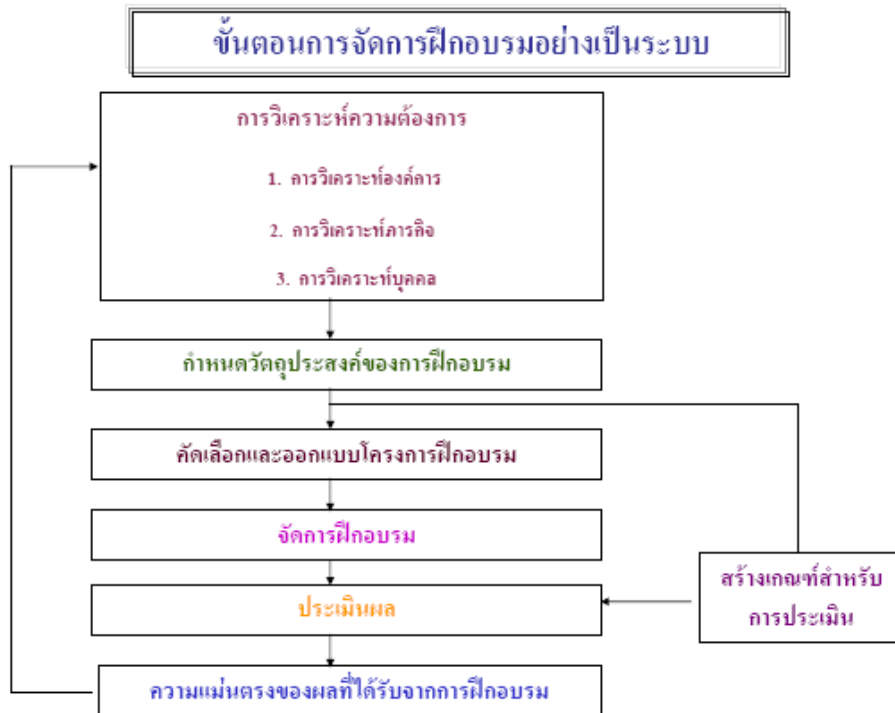 ขั้นตอนการจัดการฝึกอบรมอย่างเป็นระบบ
การวิเคราะห์ความต้องการ
1. การวิเคราะห์องค์การ
2. การวิเคราะห์ภารกิจ
3. การวิเคราะห์บุคคล
กำหนดวัตถุประสงค์ของการฝึกอบรม
คัดเลือกและออกแบบโครงการฝึกอบรม
จัดการฝึกอบรม
ประเมินผล
สร้างเกณฑ์สำหรับ
การประเมิน
ความแม่นตรงของผลที่ได้รับจากการฝึกอบรม